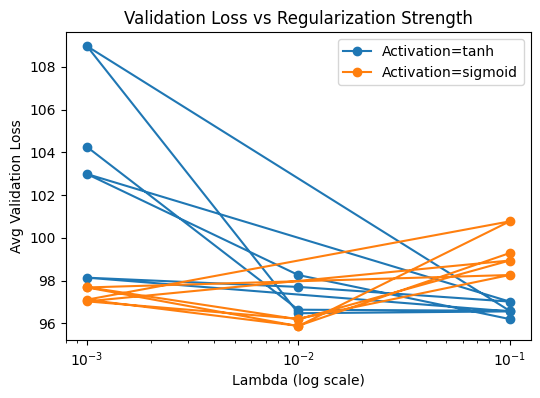 Validation Loss vs Regularization Strength
Activation=tanh
Activation=sigmoid
108
106
104
102
100
98
96
Avg Validation Loss
10⁻³
10⁻²
10⁻¹
Lambda (log scale)